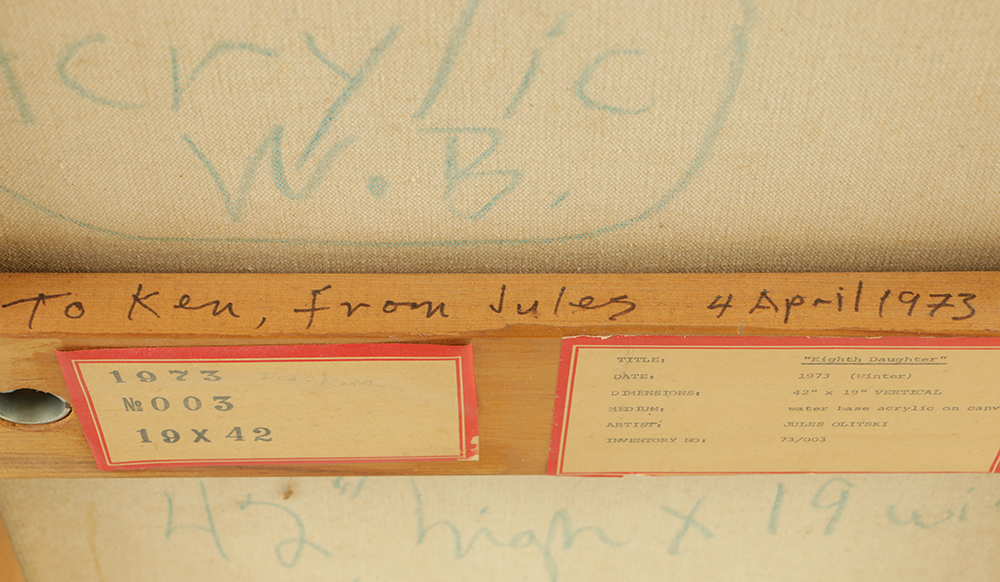 acrylic
W.B.
To Ken, from Jules 4 April 1973
1973
№003
19X42
TITLE: "Eighth Daughter"
DATE: 1973 (Winter)
DIMENSIONS: 42" x 19" VERTICAL
MEDIUM: water base acrylic on canv
ARTIST: JULES OLITSKI
INVENTORY NO: 73/003
42" high X 19 wi